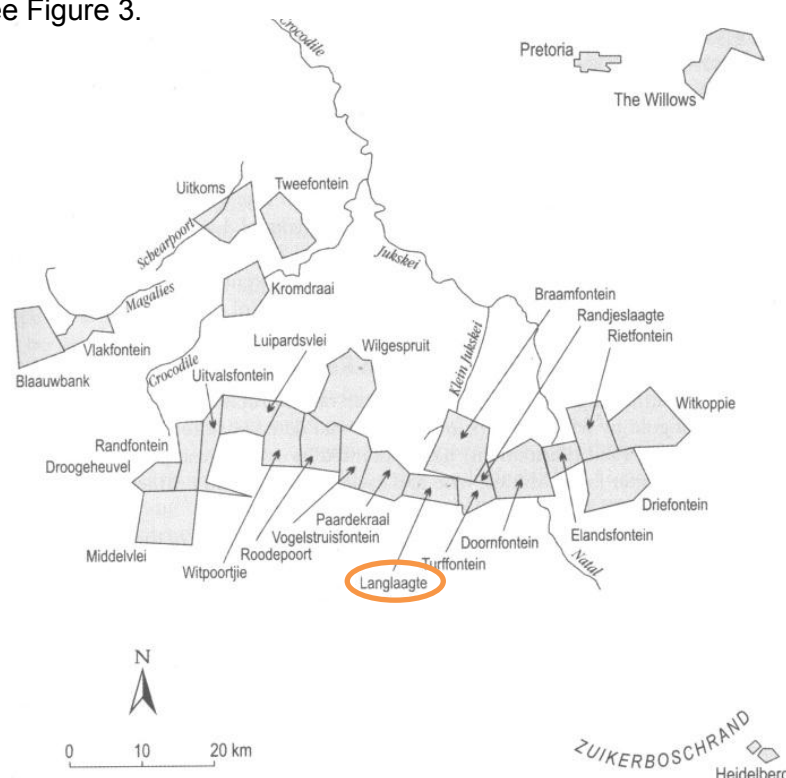 ee Figure 3.
Crocodile
Pretoria
The Willows
Uitkoms
Tweefontein
Schearpoort
Jukskei
Magalies
Kromdraai
Braamfontein
Randjeslaagte
Rietfontein
Vlakfontein
Luipardsvlei
Wilgespruit
Klein Jukskei
Blaauwbank
Crocodile
Uitvalsfontein
Witkoppie
Randfontein
Droogeheuvel
Driefontein
Paardekraal
Vogelstruisfontein
Doornfontein
Elandsfontein
Middelvlei
Roodepoort
Witpoortjie
Turffontein
Natal
Langlaagte
N
0 10 20 km
ZUIKERBOSCHRAND
Heidelberg